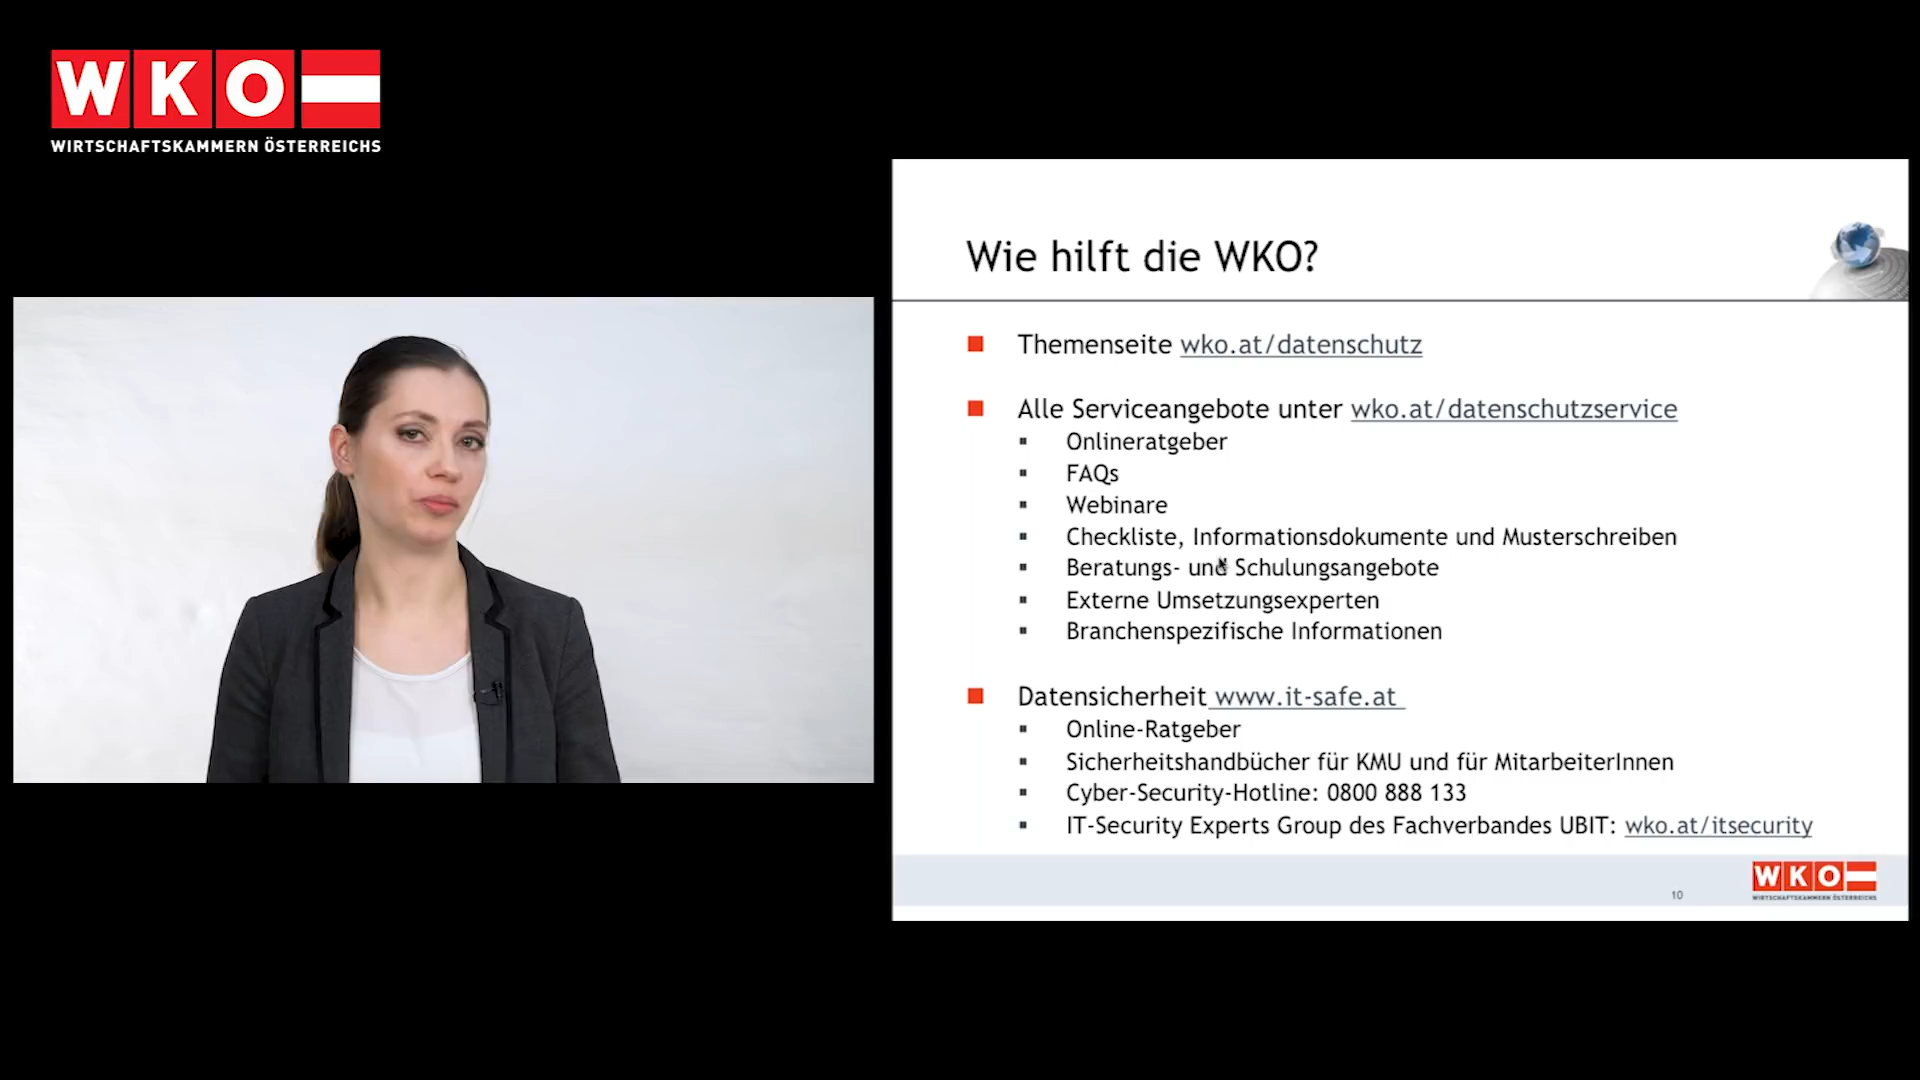 WKO
WIRTSCHAFTSKAMMERN ÖSTERREICHS
Wie hilft die WKO?
Themenseite wko.at/datenschutz
Alle Serviceangebote unter wko.at/datenschutzservice
Onlineratgeber
FAQs
Webinare
Checkliste, Informationsdokumente und Musterschreiben
Beratungs- und Schulungsangebote
Externe Umsetzungsexperten
Branchenspezifische Informationen
Datensicherheit www.it-safe.at
Online-Ratgeber
Sicherheitshandbücher für KMU und für MitarbeiterInnen
Cyber-Security-Hotline: 0800 888 133
IT-Security Experts Group des Fachverbandes UBIT: wko.at/itsecurity
10
WKO
WIRTSCHAFTSKAMMERN ÖSTERREICHS